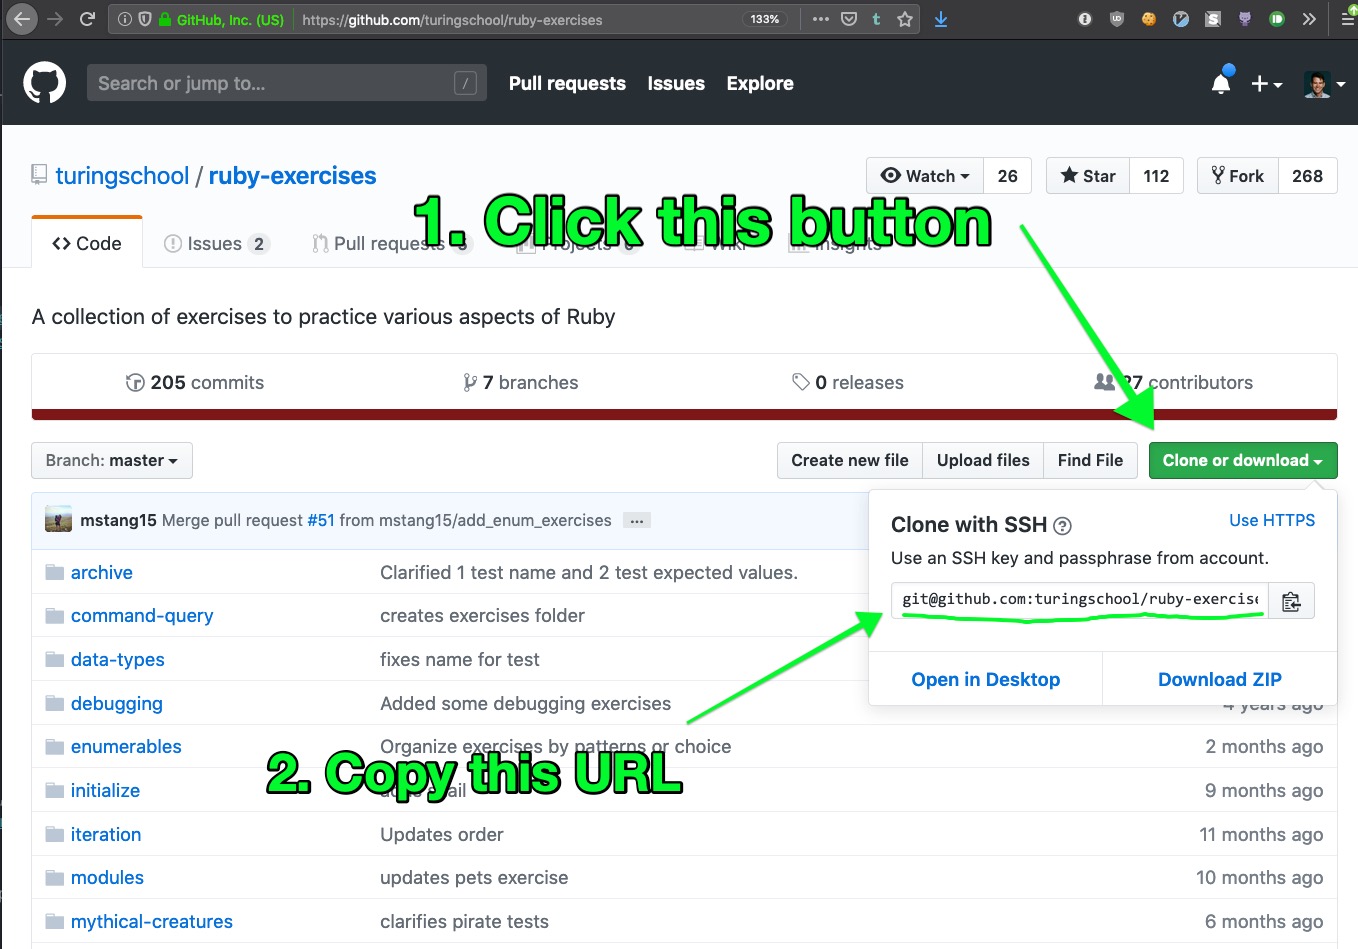 GitHub, Inc. (US) https://github.com/turingschool/ruby-exercises 133%
Search or jump to... / Pull requests Issues Explore
turingschool / ruby-exercises Watch 26 Star 112 Fork 268
1. Click this button
Code Issues 2 Pull requests Projects Wiki Insights
A collection of exercises to practice various aspects of Ruby
205 commits 7 branches 0 releases 27 contributors
Branch: master Create new file Upload files Find File Clone or download
mstang15 Merge pull request #51 from mstang15/add_enum_exercises ...
Clone with SSH ? Use HTTPS
Use an SSH key and passphrase from account.
git@github.com:turingschool/ruby-exercise
Open in Desktop Download ZIP
archive Clarified 1 test name and 2 test expected values.
command-query creates exercises folder
data-types fixes name for test
debugging Added some debugging exercises 4 years ago
enumerables Organize exercises by patterns or choice 2 months ago
2. Copy this URL
initialize 9 months ago
iteration Updates order 11 months ago
modules updates pets exercise 10 months ago
mythical-creatures clarifies pirate tests 6 months ago